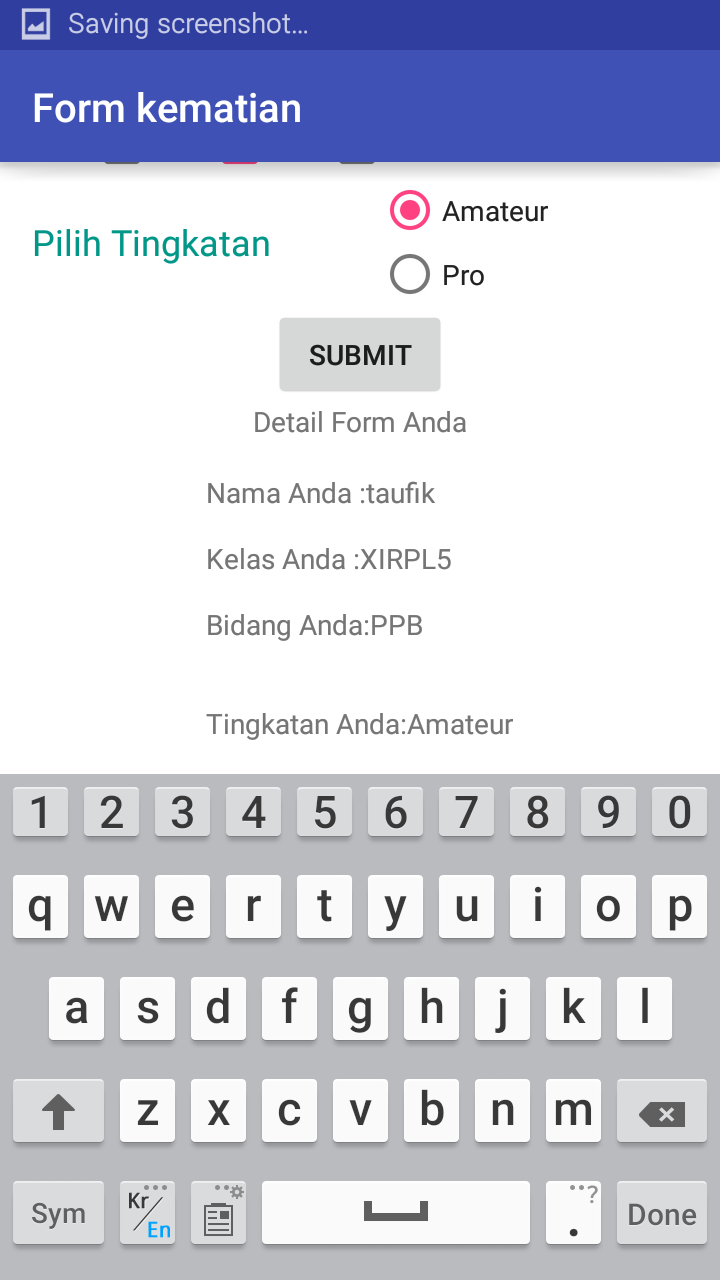 Saving screenshot...
Form kematian
Amateur
Pilih Tingkatan
Pro
SUBMIT
Detail Form Anda
Nama Anda :taufik
Kelas Anda :XIRPL5
Bidang Anda:PPB
Tingkatan Anda:Amateur
1 2 3 4 5 6 7 8 9 0
q w e r t y u i o p
a s d f g h j k l
z x c v b n m
Sym Kr/En . ? Done